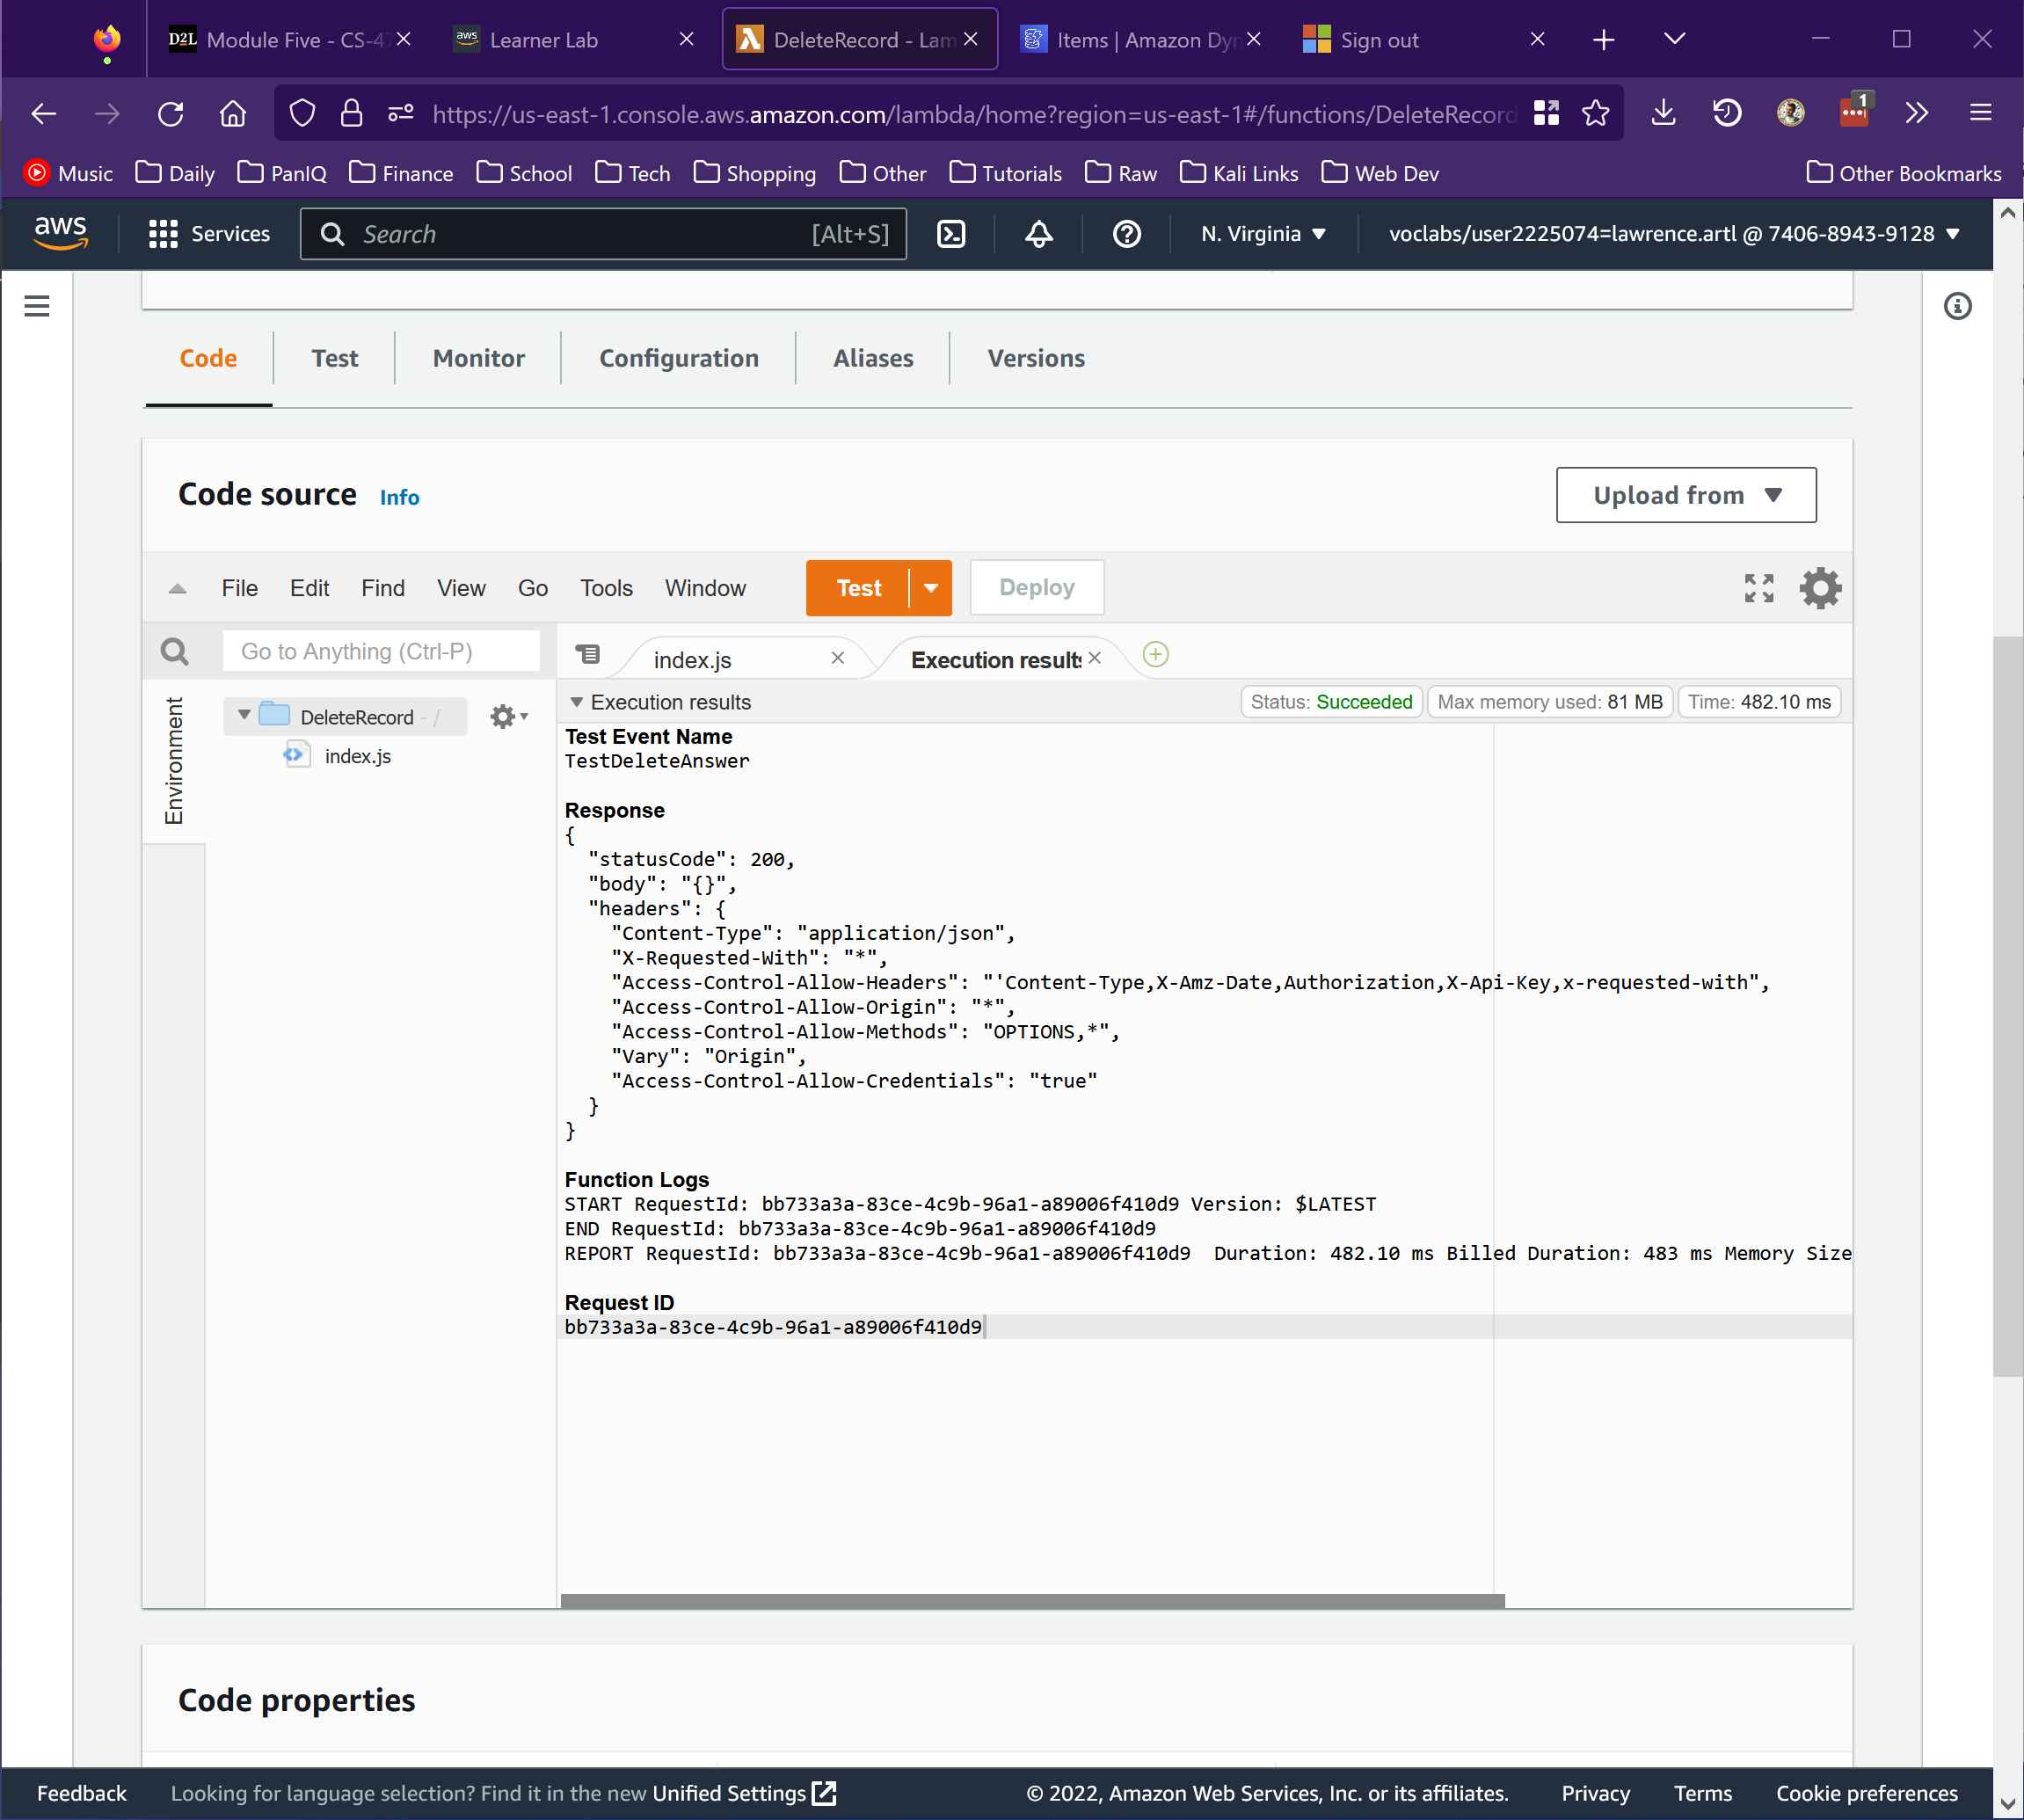 D2L Module Five - CS-47
aws Learner Lab
DeleteRecord - Lam
Items | Amazon Dyn
Sign out
https://us-east-1.console.aws.amazon.com/lambda/home?region=us-east-1#/functions/DeleteRecord
1
Music Daily PanIQ Finance School Tech Shopping Other Tutorials Raw Kali Links Web Dev Other Bookmarks
aws Services Search [Alt+S] N. Virginia voclabs/user2225074=lawrence.artl @ 7406-8943-9128
Code Test Monitor Configuration Aliases Versions
Code source Info Upload from
File Edit Find View Go Tools Window Test Deploy
Go to Anything (Ctrl-P) index.js Execution results
Environment
DeleteRecord - /
index.js
Execution results Status: Succeeded Max memory used: 81 MB Time: 482.10 ms
Test Event Name
TestDeleteAnswer
Response
{
"statusCode": 200,
"body": "{}",
"headers": {
"Content-Type": "application/json",
"X-Requested-With": "*",
"Access-Control-Allow-Headers": "'Content-Type,X-Amz-Date,Authorization,X-Api-Key,x-requested-with",
"Access-Control-Allow-Origin": "*",
"Access-Control-Allow-Methods": "OPTIONS,*",
"Vary": "Origin",
"Access-Control-Allow-Credentials": "true"
}
}
Function Logs
START RequestId: bb733a3a-83ce-4c9b-96a1-a89006f410d9 Version: $LATEST
END RequestId: bb733a3a-83ce-4c9b-96a1-a89006f410d9
REPORT RequestId: bb733a3a-83ce-4c9b-96a1-a89006f410d9 Duration: 482.10 ms Billed Duration: 483 ms Memory Size
Request ID
bb733a3a-83ce-4c9b-96a1-a89006f410d9
Code properties
Feedback Looking for language selection? Find it in the new Unified Settings © 2022, Amazon Web Services, Inc. or its affiliates. Privacy Terms Cookie preferences